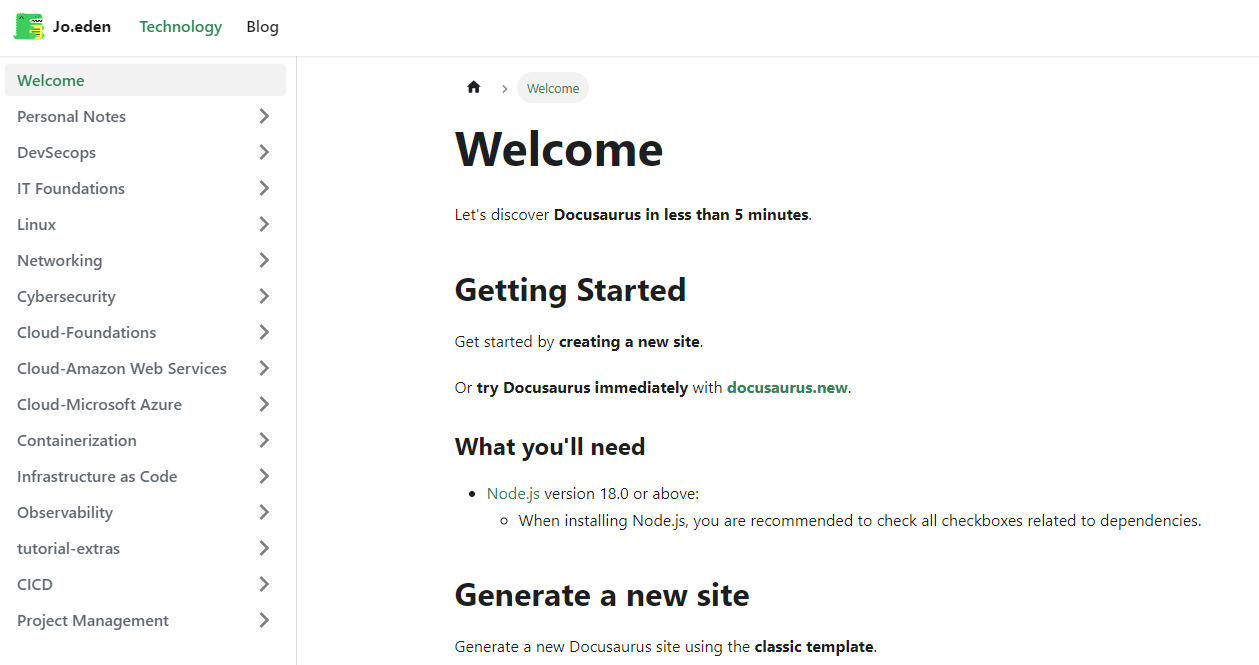 Jo.eden Technology Blog
Welcome
Personal Notes
DevSecops
IT Foundations
Linux
Networking
Cybersecurity
Cloud-Foundations
Cloud-Amazon Web Services
Cloud-Microsoft Azure
Containerization
Infrastructure as Code
Observability
tutorial-extras
CICD
Project Management
Welcome
Welcome
Let's discover Docusaurus in less than 5 minutes.
Getting Started
Get started by creating a new site.
Or try Docusaurus immediately with docusaurus.new.
What you'll need
Node.js version 18.0 or above:
When installing Node.js, you are recommended to check all checkboxes related to dependencies.
Generate a new site
Generate a new Docusaurus site using the classic template.